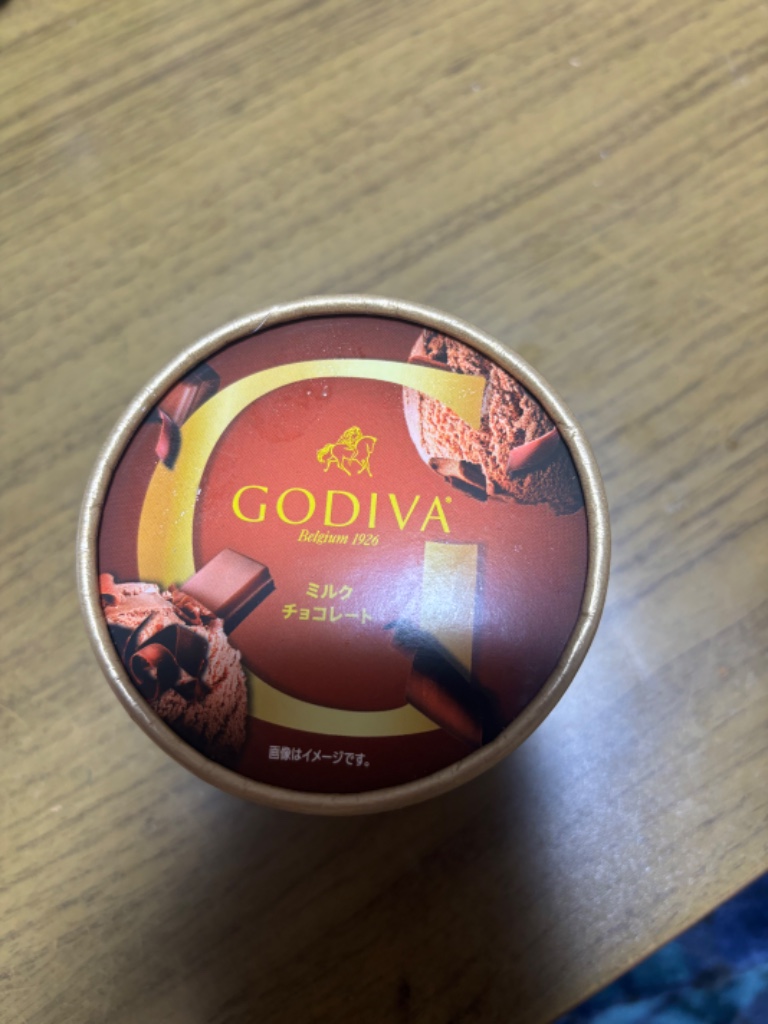 GODIVA
Belgium 1926
ミルク
チョコレート
画像はイメージです。